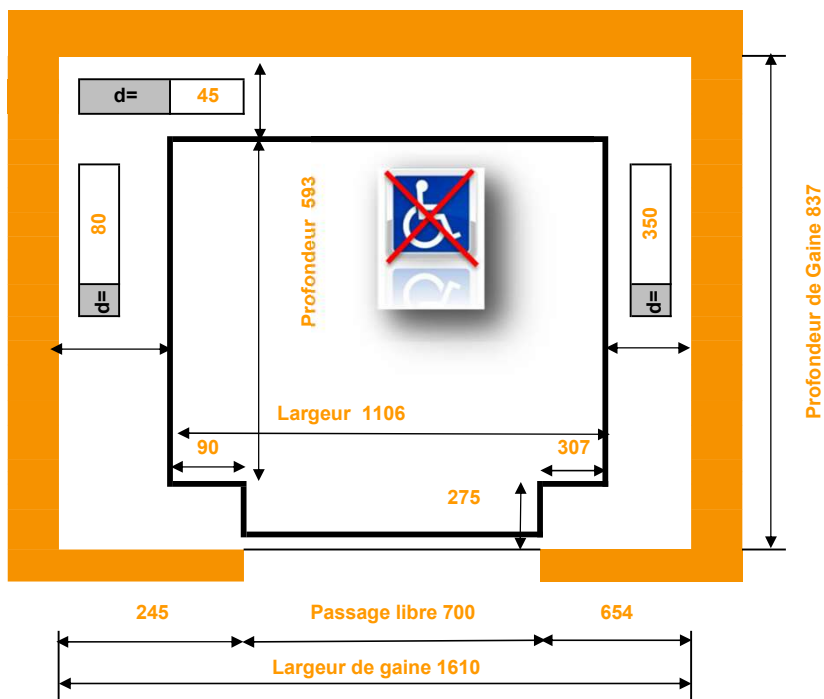 d= 45
80
d=
Profondeur 593
350
d=
Profondeur de Gaine 837
Largeur 1106
90
307
275
245
Passage libre 700
654
Largeur de gaine 1610